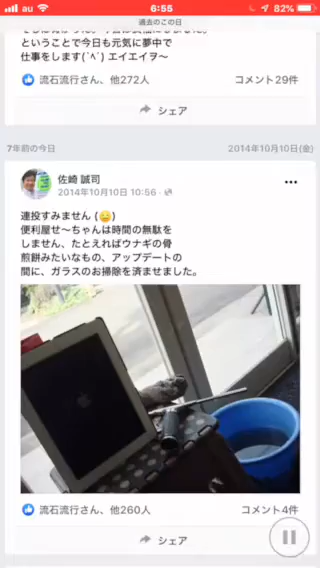 au 6:55 82%
過去のこの日
ということで今日も元気に夢中で
仕事をします(´ヘ`) エイエイヲ〜
流石流行さん、他272人 コメント29件
シェア
7年前の今日 2014年10月10日(金)
佐崎 誠司
2014年10月10日 10:56
連投すみません (😑)
便利屋せ〜ちゃんは時間の無駄を
しません、たとえればウナギの骨
煎餅みたいなもの、アップデートの
間に、ガラスのお掃除を済ませました。
流石流行さん、他260人 コメント4件
シェア